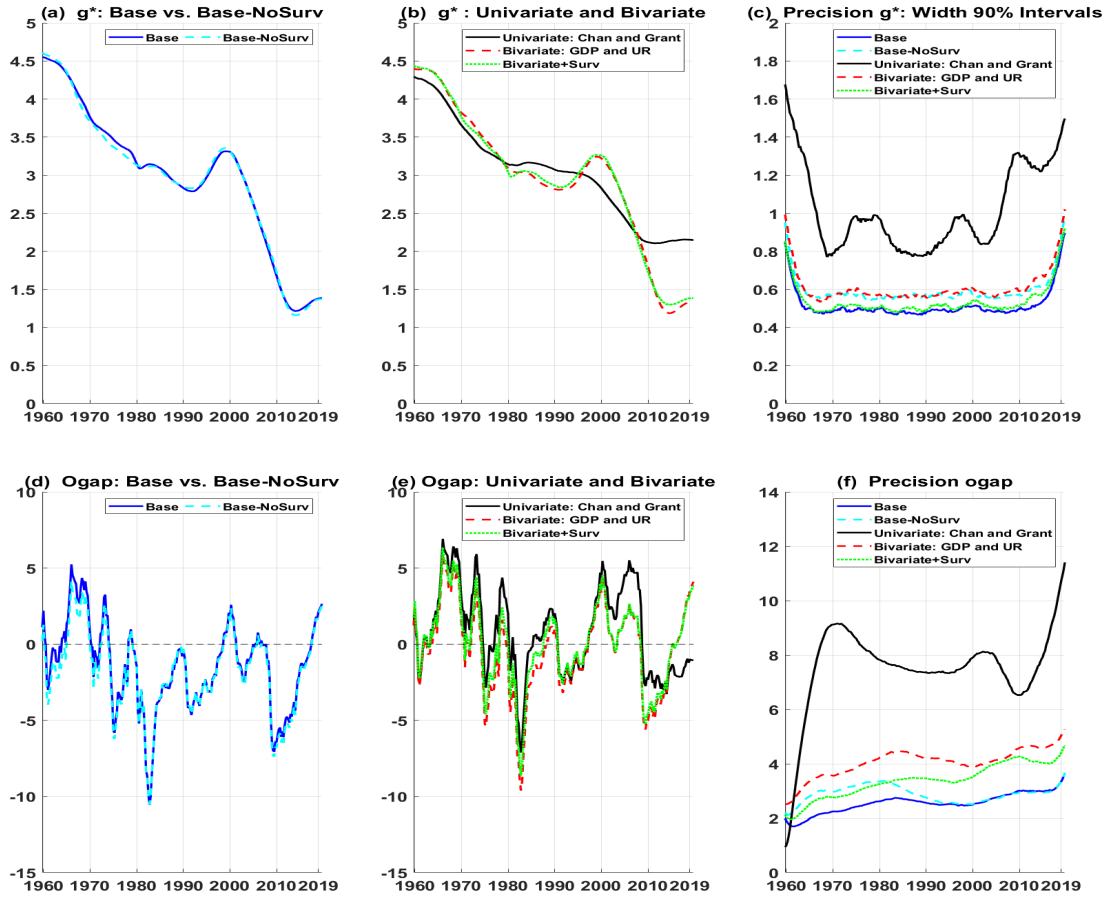 (a) g*: Base vs. Base-NoSurv
Base
Base-NoSurv
5
4.5
4
3.5
3
2.5
2
1.5
1
0.5
0
1960 1970 1980 1990 2000 2010 2019
(b) g* : Univariate and Bivariate
Univariate: Chan and Grant
Bivariate: GDP and UR
Bivariate+Surv
5
4.5
4
3.5
3
2.5
2
1.5
1
0.5
0
1960 1970 1980 1990 2000 2010 2019
(c) Precision g*: Width 90% Intervals
Base
Base-NoSurv
Univariate: Chan and Grant
Bivariate: GDP and UR
Bivariate+Surv
2
1.8
1.6
1.4
1.2
1
0.8
0.6
0.4
0.2
0
1960 1970 1980 1990 2000 2010 2019
(d) Ogap: Base vs. Base-NoSurv
Base
Base-NoSurv
10
5
0
-5
-10
-15
1960 1970 1980 1990 2000 2010 2019
(e) Ogap: Univariate and Bivariate
Univariate: Chan and Grant
Bivariate: GDP and UR
Bivariate+Surv
10
5
0
-5
-10
-15
1960 1970 1980 1990 2000 2010 2019
(f) Precision ogap
Base
Base-NoSurv
Univariate: Chan and Grant
Bivariate: GDP and UR
Bivariate+Surv
14
12
10
8
6
4
2
0
1960 1970 1980 1990 2000 2010 2019